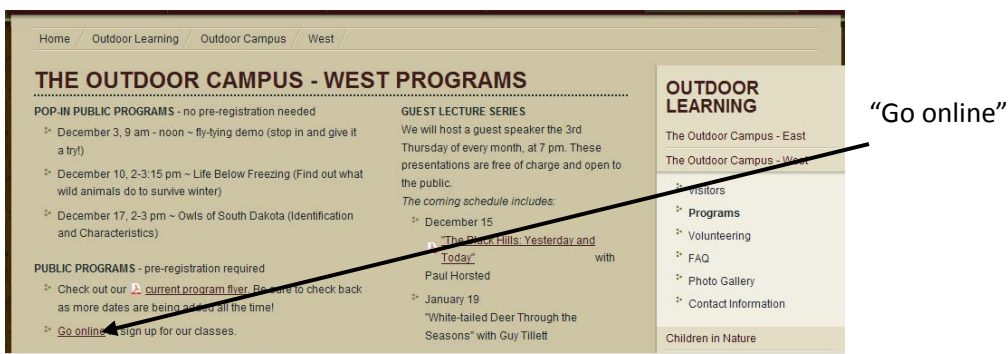 Home / Outdoor Learning / Outdoor Campus / West /
THE OUTDOOR CAMPUS - WEST PROGRAMS
POP-IN PUBLIC PROGRAMS - no pre-registration needed
December 3, 9 am - noon ~ fly-tying demo (stop in and give it
a try!)
December 10, 2-3:15 pm ~ Life Below Freezing (Find out what
wild animals do to survive winter)
December 17, 2-3 pm ~ Owls of South Dakota (Identification
and Characteristics)
PUBLIC PROGRAMS - pre-registration required
Check out our current program flyer. Be sure to check back
as more dates are being added all the time!
Go online to sign up for our classes.
GUEST LECTURE SERIES
We will host a guest speaker the 3rd
Thursday of every month, at 7 pm. These
presentations are free of charge and open to
the public.
The coming schedule includes:
December 15
"The Black Hills: Yesterday and
Today" with
Paul Horsted
January 19
"White-tailed Deer Through the
Seasons" with Guy Tillett
OUTDOOR
LEARNING
The Outdoor Campus - East
The Outdoor Campus - West
Visitors
Programs
Volunteering
FAQ
Photo Gallery
Contact Information
Children in Nature
“Go online”